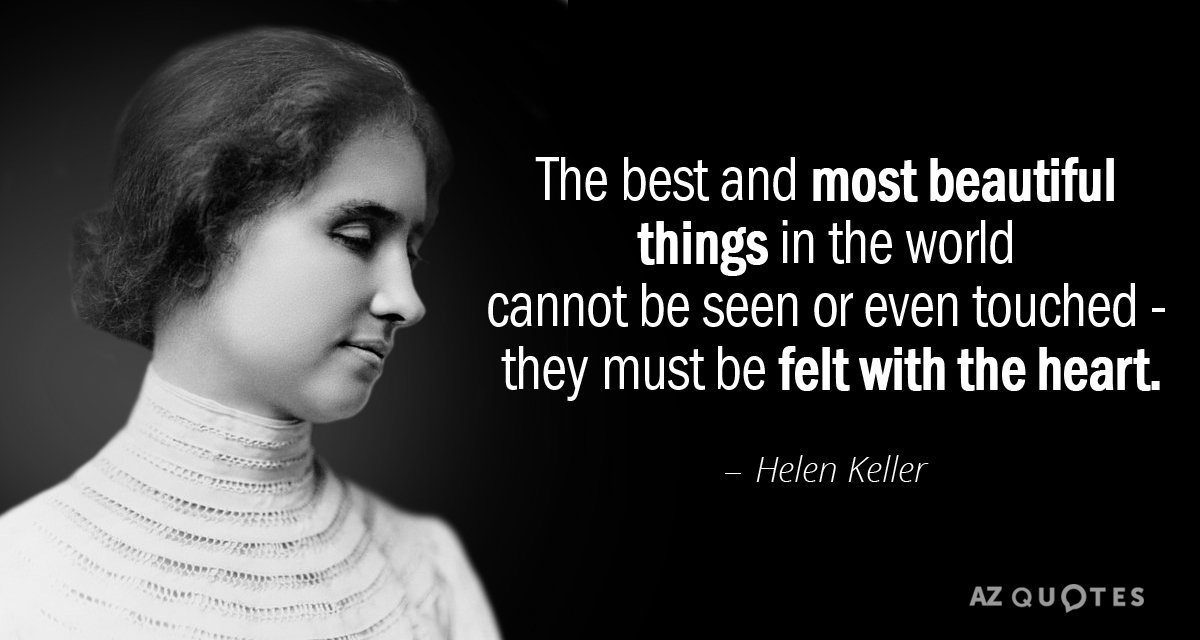 The best and most beautiful
things in the world
cannot be seen or even touched -
they must be felt with the heart.
– Helen Keller
AZ QUOTES